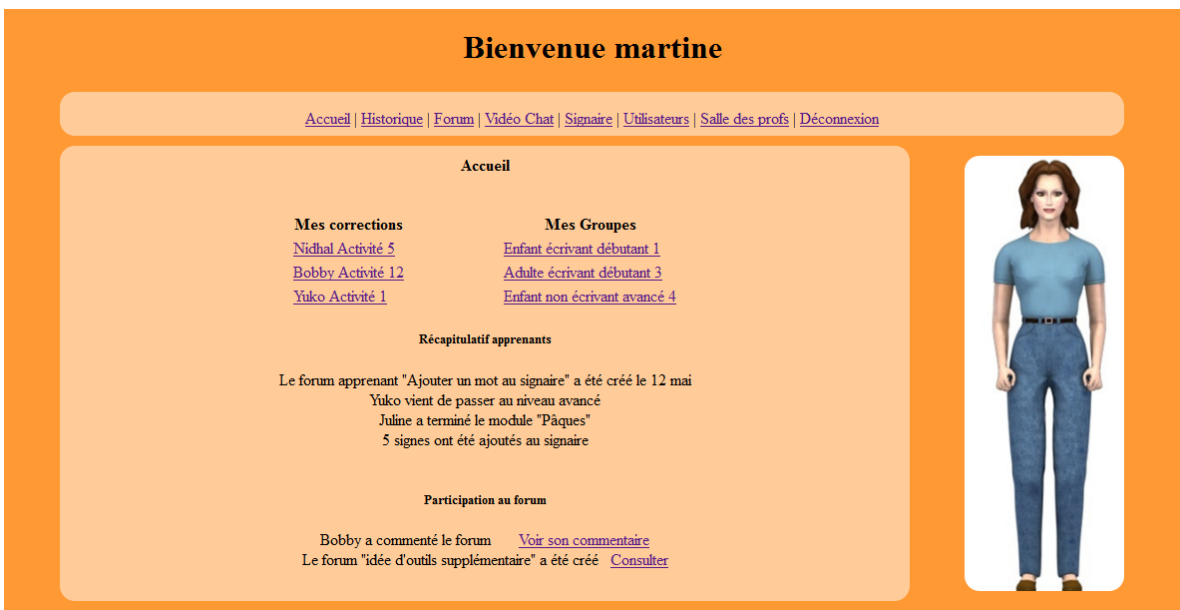 Bienvenue martine
Accueil | Historique | Forum | Vidéo Chat | Signaire | Utilisateurs | Salle des profs | Déconnexion
Accueil
Mes corrections
Nidhal Activité 5
Bobby Activité 12
Yuko Activité 1
Mes Groupes
Enfant écrivant débutant 1
Adulte écrivant débutant 3
Enfant non écrivant avancé 4
Récapitulatif apprenants
Le forum apprenant "Ajouter un mot au signaire" a été créé le 12 mai
Yuko vient de passer au niveau avancé
Juline a terminé le module "Pâques"
5 signes ont été ajoutés au signaire
Participation au forum
Bobby a commenté le forum Voir son commentaire
Le forum "idée d'outils supplémentaire" a été créé Consulter